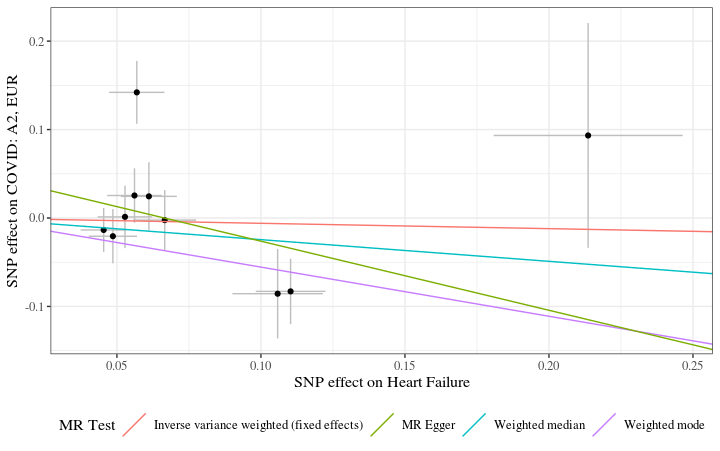 SNP effect on COVID: A2, EUR
0.2
0.1
0.0
-0.1
0.05
0.10
0.15
0.20
0.25
SNP effect on Heart Failure
MR Test
Inverse variance weighted (fixed effects)
MR Egger
Weighted median
Weighted mode